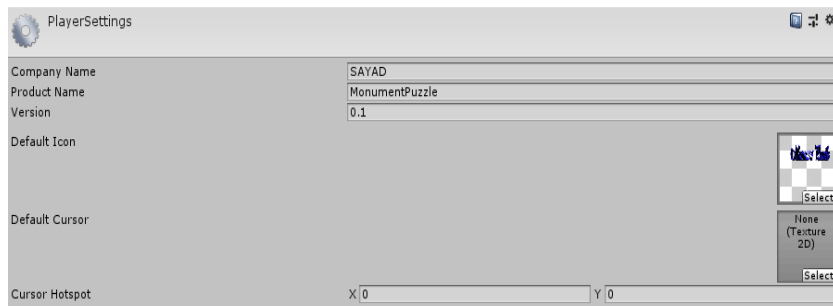 PlayerSettings
Company Name SAYAD
Product Name MonumentPuzzle
Version 0.1
Default Icon
Select
Default Cursor
None
(Texture
2D)
Select
Cursor Hotspot X 0 Y 0